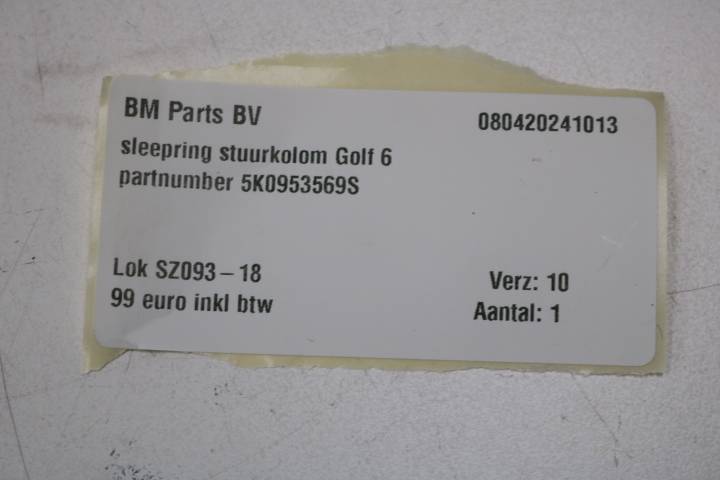 BM Parts BV
080420241013
sleepring stuurkolom Golf 6
partnumber 5K0953569S
Lok SZ093-18
Verz: 10
99 euro inkl btw
Aantal: 1